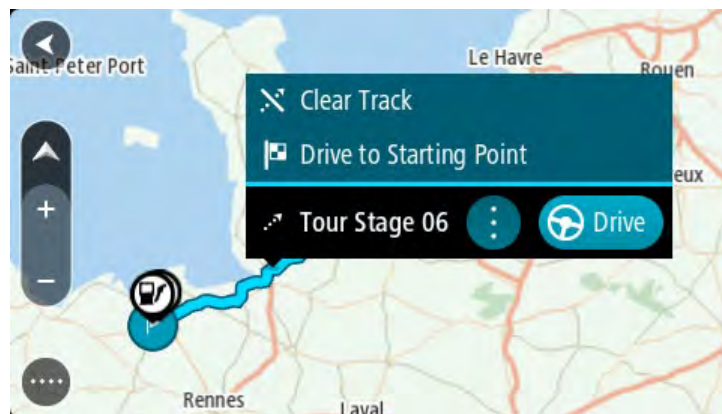 Saint Peter Port
Le Havre
Rouen
Clear Track
Drive to Starting Point
eux
Tour Stage 06
Drive
Rennes
Laval